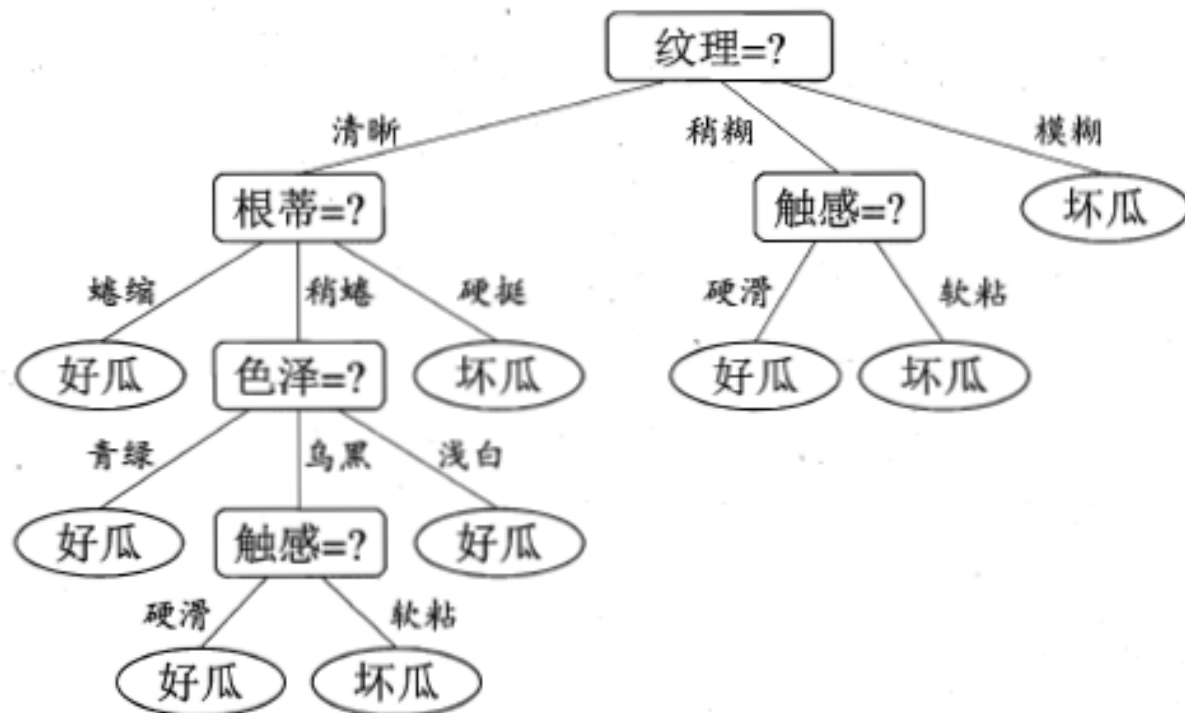 纹理=?
清晰 稍糊 模糊
根蒂=? 触感=? 坏瓜
蜷缩 稍蜷 硬挺 硬滑 软粘
好瓜 色泽=? 坏瓜 好瓜 坏瓜
青绿 乌黑 浅白
好瓜 触感=? 好瓜
硬滑 软粘
好瓜 坏瓜